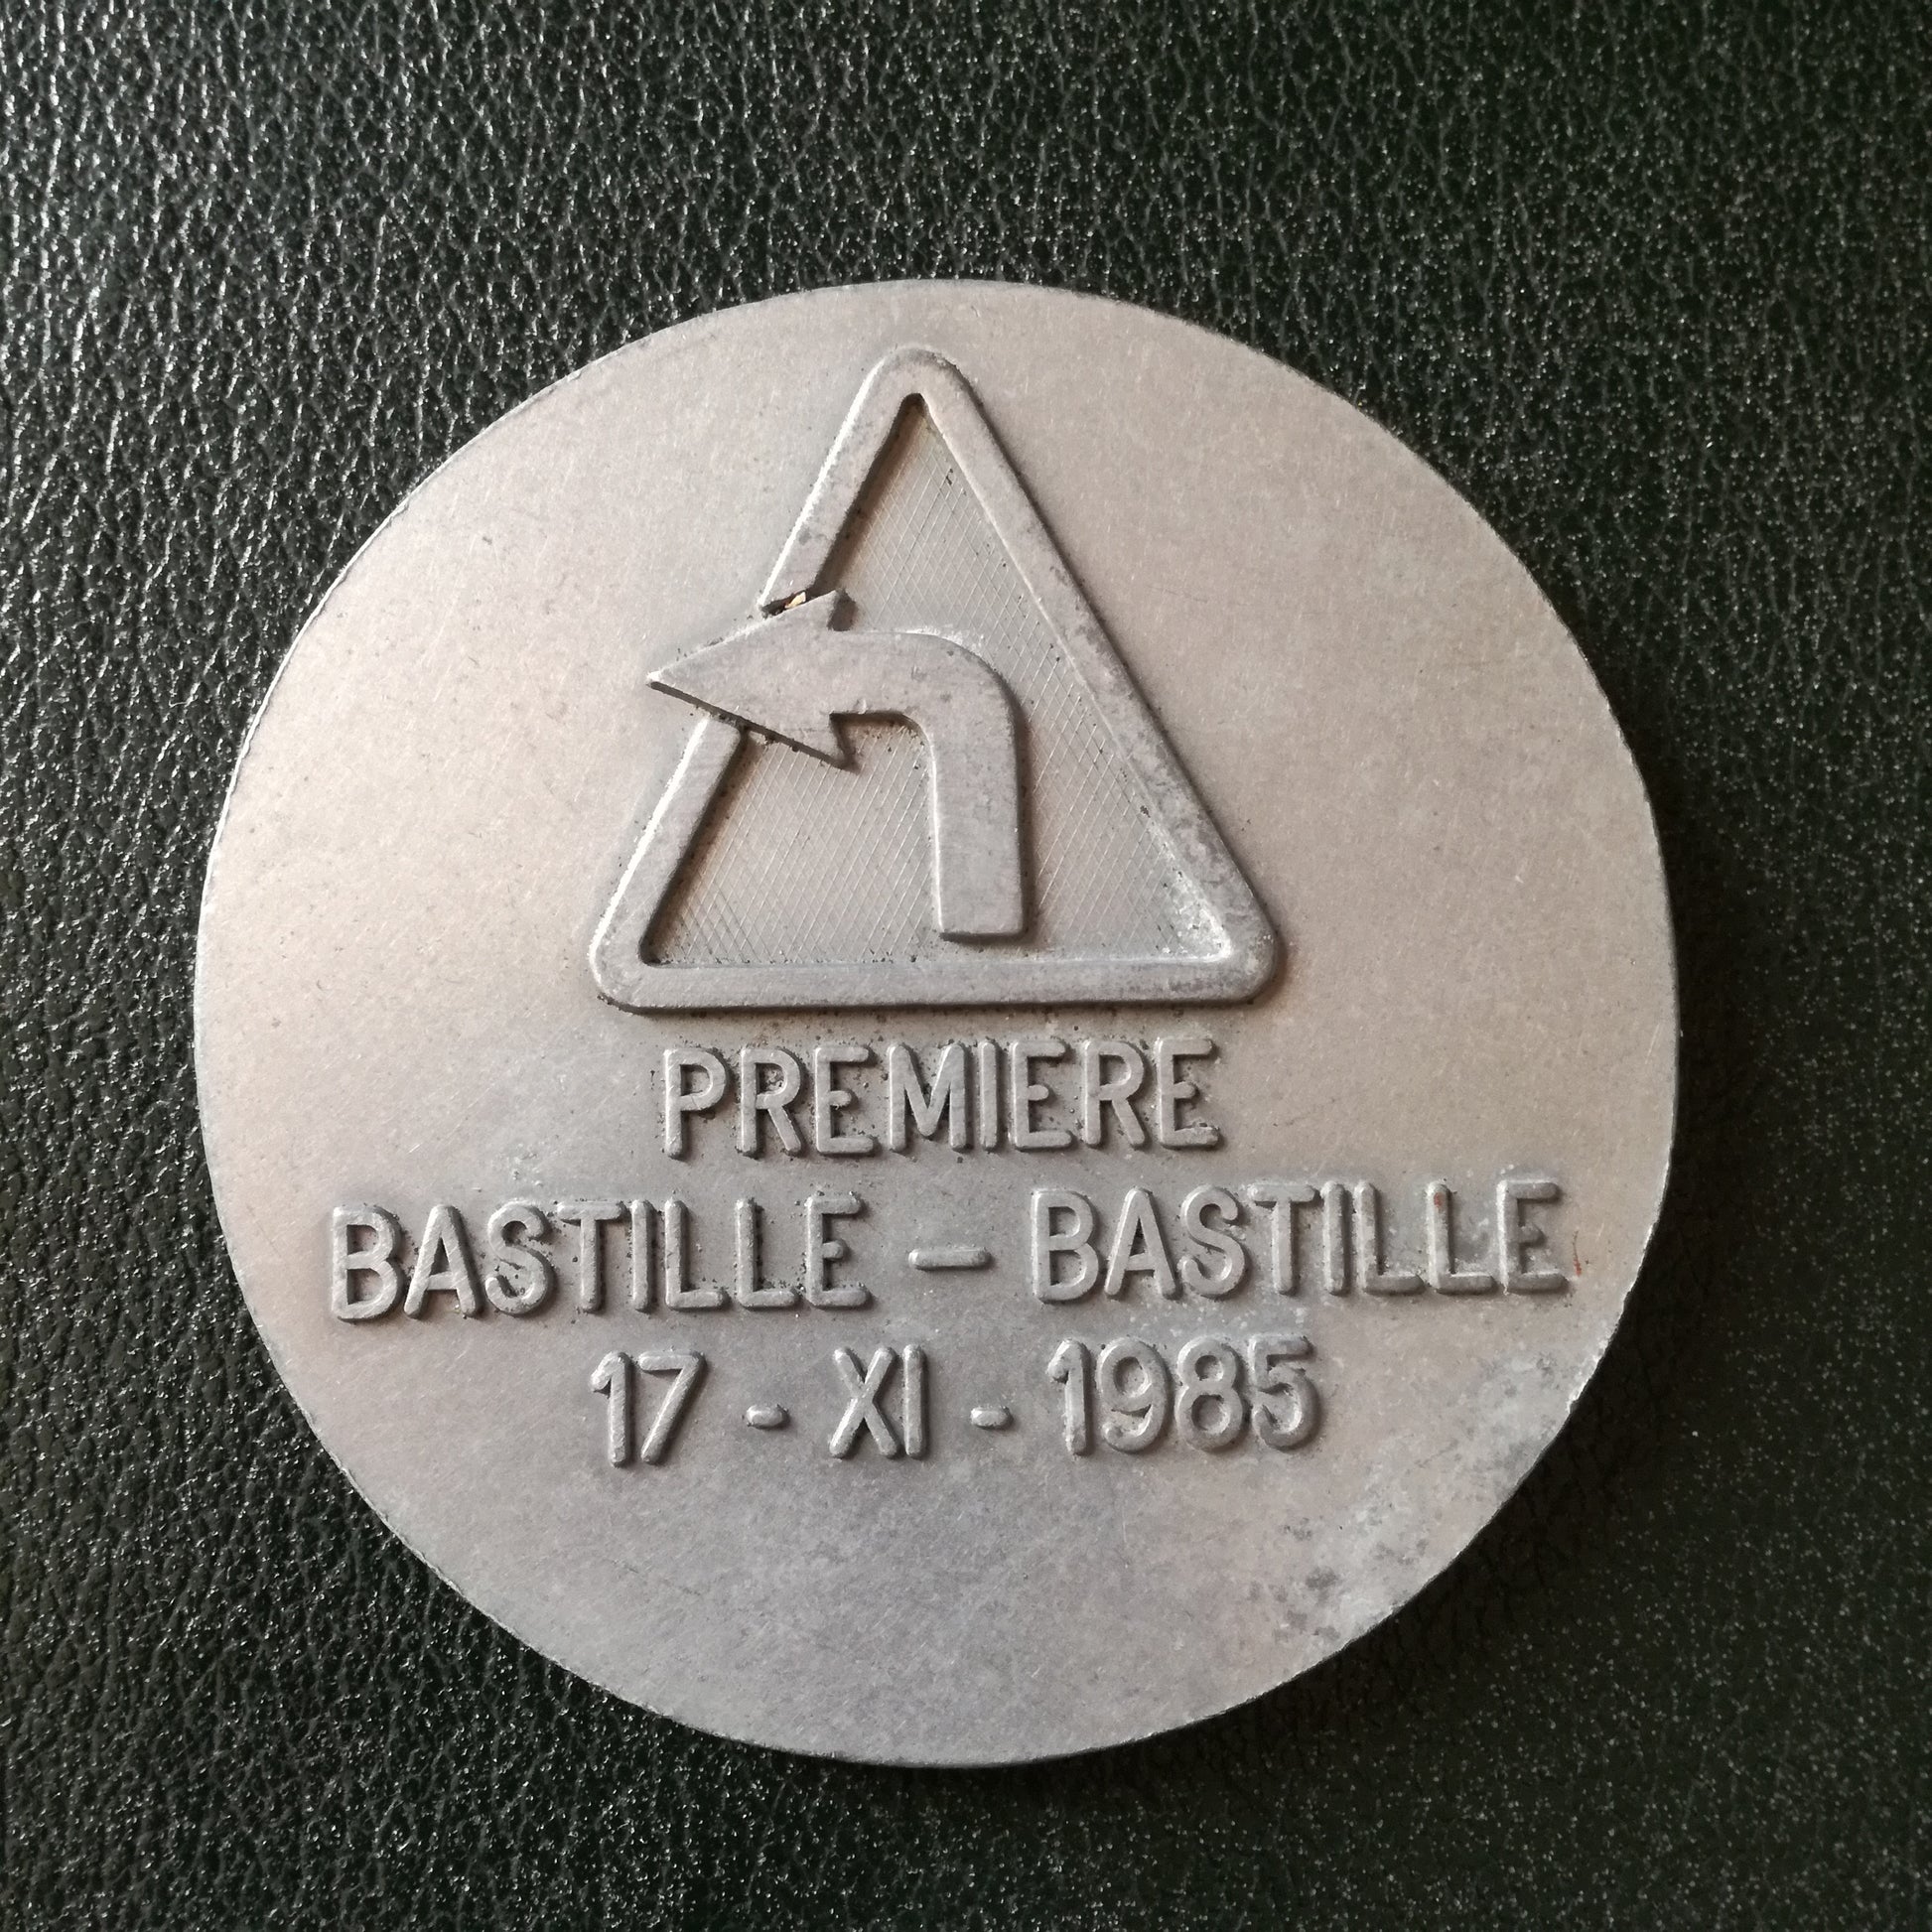 PREMIERE
BASTILLE - BASTILLE
17 - XI - 1985